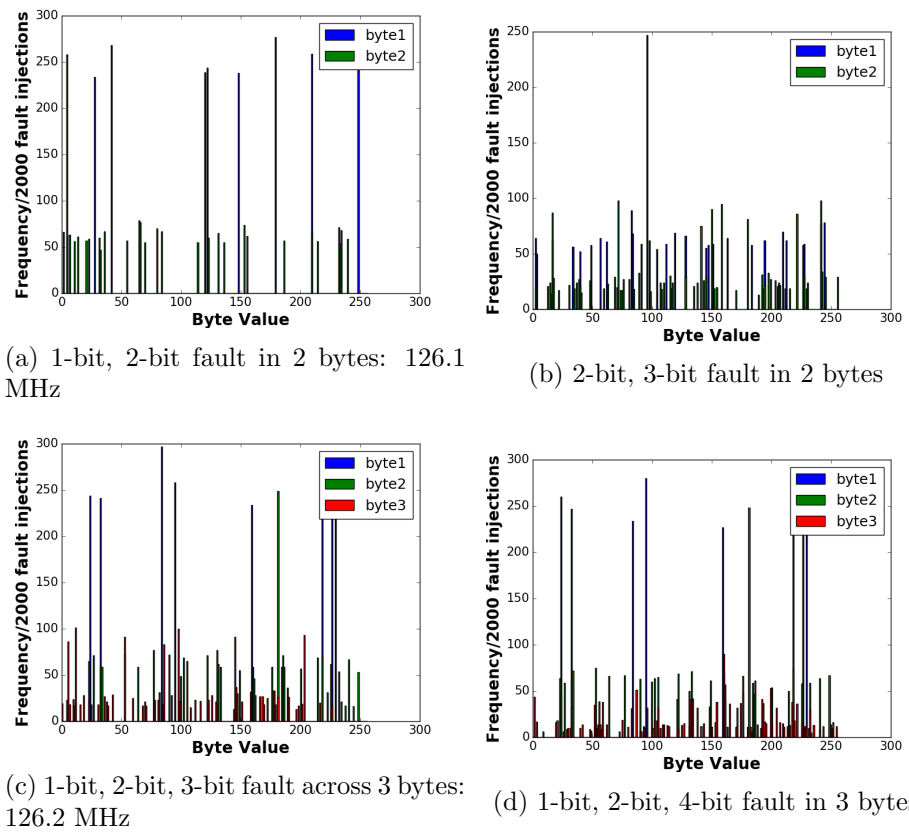 300
250
200
150
100
50
0
0 50 100 150 200 250 300
Byte Value
Frequency/2000 fault injections
byte1
byte2
(a) 1-bit, 2-bit fault in 2 bytes: 126.1
MHz
250
200
150
100
50
0
0 50 100 150 200 250 300
Byte Value
Frequency/2000 fault injections
byte1
byte2
(b) 2-bit, 3-bit fault in 2 bytes
300
250
200
150
100
50
0
0 50 100 150 200 250 300
Byte Value
Frequency/2000 fault injections
byte1
byte2
byte3
(c) 1-bit, 2-bit, 3-bit fault across 3 bytes:
126.2 MHz
300
250
200
150
100
50
0
0 50 100 150 200 250 300
Byte Value
Frequency/2000 fault injections
byte1
byte2
byte3
(d) 1-bit, 2-bit, 4-bit fault in 3 byte